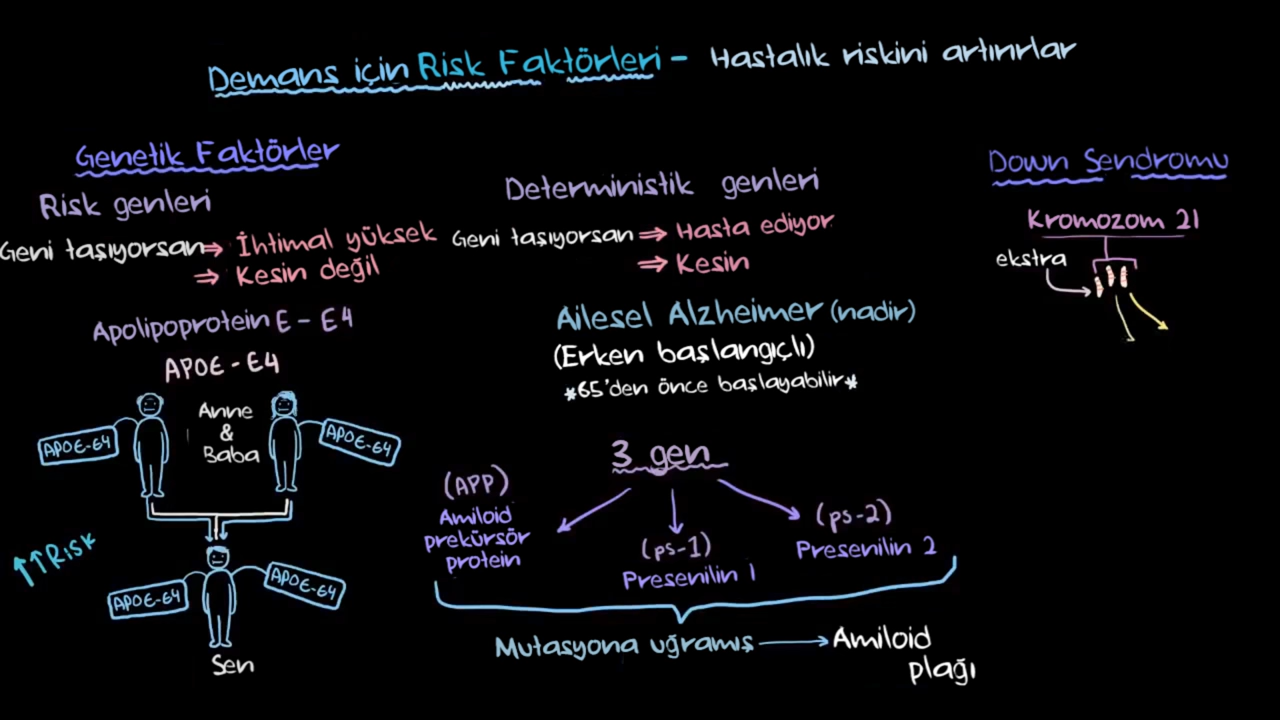 Demans için Risk Faktörleri - Hastalık riskini artırırlar
Genetik Faktörler
Risk genleri
Geni taşıyorsan ⇒ İhtimal yüksek
⇒ Kesin değil
Apolipoprotein E - E4
APOE - E4
Anne
&
Baba
APOE-E4
APOE-E4
↑↑Risk
APOE-E4
APOE-E4
Sen
Deterministik genleri
Geni taşıyorsan ⇒ Hasta ediyor
⇒ Kesin
Ailesel Alzheimer (nadir)
(Erken başlangıçlı)
*65'den önce başlayabilir*
3 gen
(APP)
Amiloid
prekürsör
protein
(ps-1)
Presenilin 1
(ps-2)
Presenilin 2
Mutasyona uğramış → Amiloid
plağı
Down Sendromu
Kromozom 21
ekstra